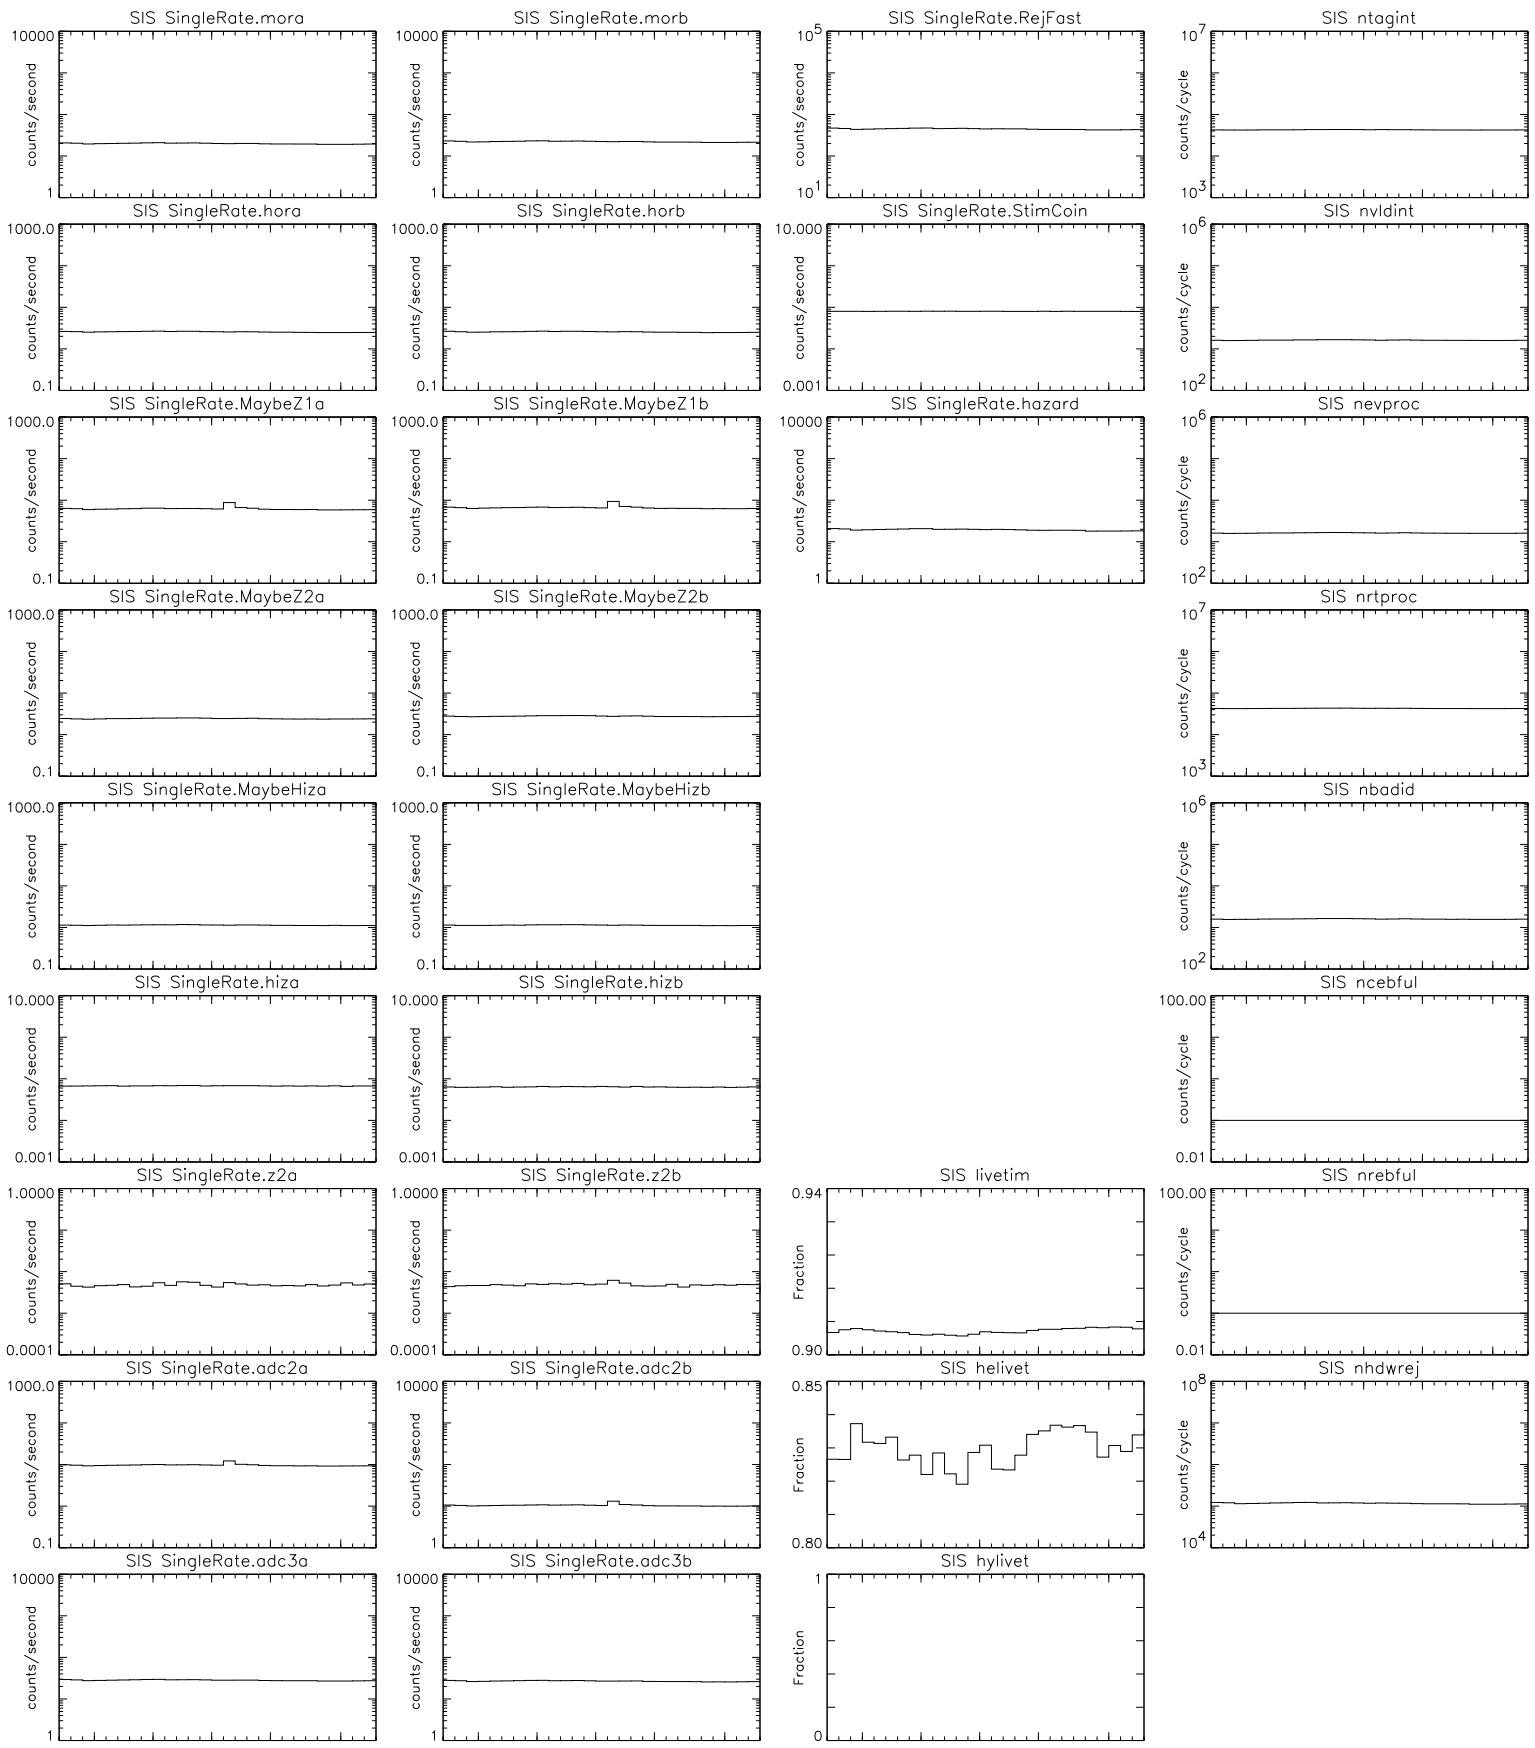 SIS SingleRate.mora
10000
counts/second
1
SIS SingleRate.morb
10000
counts/second
1
SIS SingleRate.RejFast
10^5
counts/second
10^1
SIS ntagint
10^7
counts/cycle
10^3
SIS SingleRate.hora
1000.0
counts/second
0.1
SIS SingleRate.horb
1000.0
counts/second
0.1
SIS SingleRate.StimCoin
10.000
counts/second
0.001
SIS nvldint
10^6
counts/cycle
10^2
SIS SingleRate.MaybeZ1a
1000.0
counts/second
0.1
SIS SingleRate.MaybeZ1b
1000.0
counts/second
0.1
SIS SingleRate.hazard
10000
counts/second
1
SIS nevproc
10^6
counts/cycle
10^2
SIS SingleRate.MaybeZ2a
1000.0
counts/second
0.1
SIS SingleRate.MaybeZ2b
1000.0
counts/second
0.1
SIS nrtproc
10^7
counts/cycle
10^3
SIS SingleRate.MaybeHiza
1000.0
counts/second
0.1
SIS SingleRate.MaybeHizb
1000.0
counts/second
0.1
SIS nbadid
10^6
counts/cycle
10^2
SIS SingleRate.hiza
10.000
counts/second
0.001
SIS SingleRate.hizb
10.000
counts/second
0.001
SIS ncebful
100.00
counts/cycle
0.01
SIS SingleRate.z2a
1.0000
counts/second
0.0001
SIS SingleRate.z2b
1.0000
counts/second
0.0001
SIS livetim
0.94
Fraction
0.90
SIS nrebful
100.00
counts/cycle
0.01
SIS SingleRate.adc2a
1000.0
counts/second
0.1
SIS SingleRate.adc2b
10000
counts/second
1
SIS helivet
0.85
Fraction
0.80
SIS nhdwrej
10^8
counts/cycle
10^4
SIS SingleRate.adc3a
10000
counts/second
1
SIS SingleRate.adc3b
10000
counts/second
1
SIS hylivet
1
Fraction
0